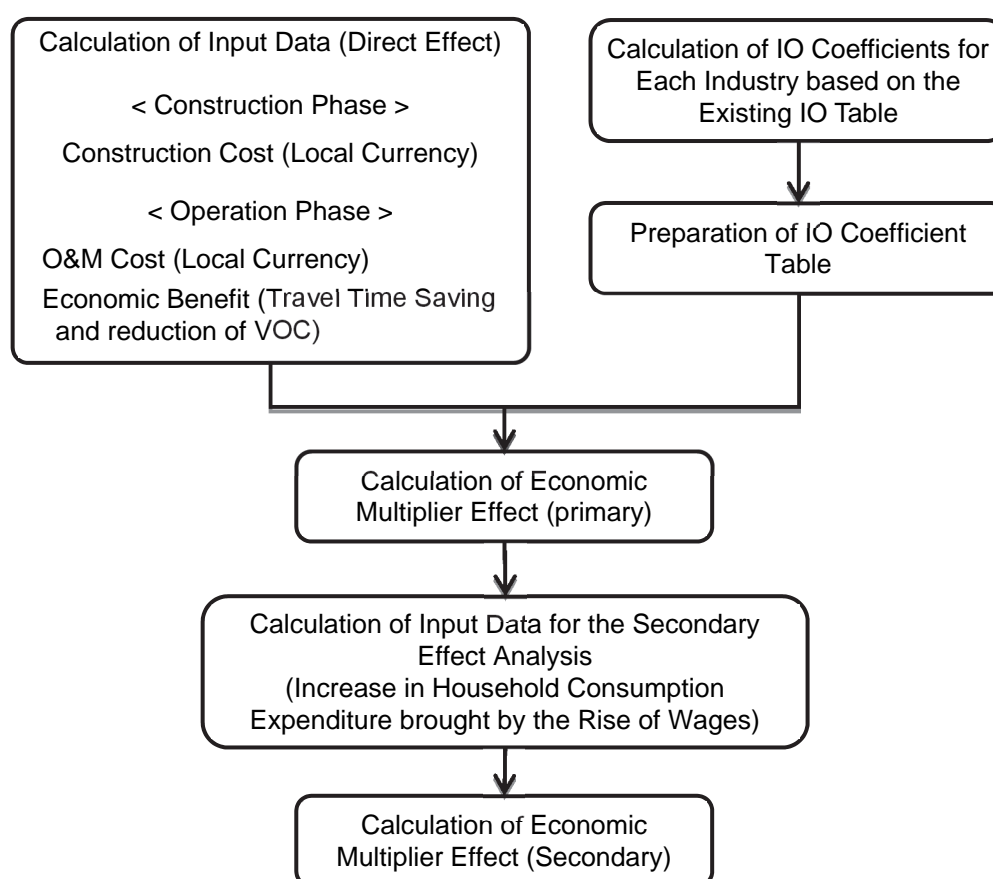 Calculation of Input Data (Direct Effect)
< Construction Phase >
Construction Cost (Local Currency)
< Operation Phase >
O&M Cost (Local Currency)
Economic Benefit (Travel Time Saving
and reduction of VOC)
Calculation of IO Coefficients for
Each Industry based on the
Existing IO Table
Preparation of IO Coefficient
Table
Calculation of Economic
Multiplier Effect (primary)
Calculation of Input Data for the Secondary
Effect Analysis
(Increase in Household Consumption
Expenditure brought by the Rise of Wages)
Calculation of Economic
Multiplier Effect (Secondary)